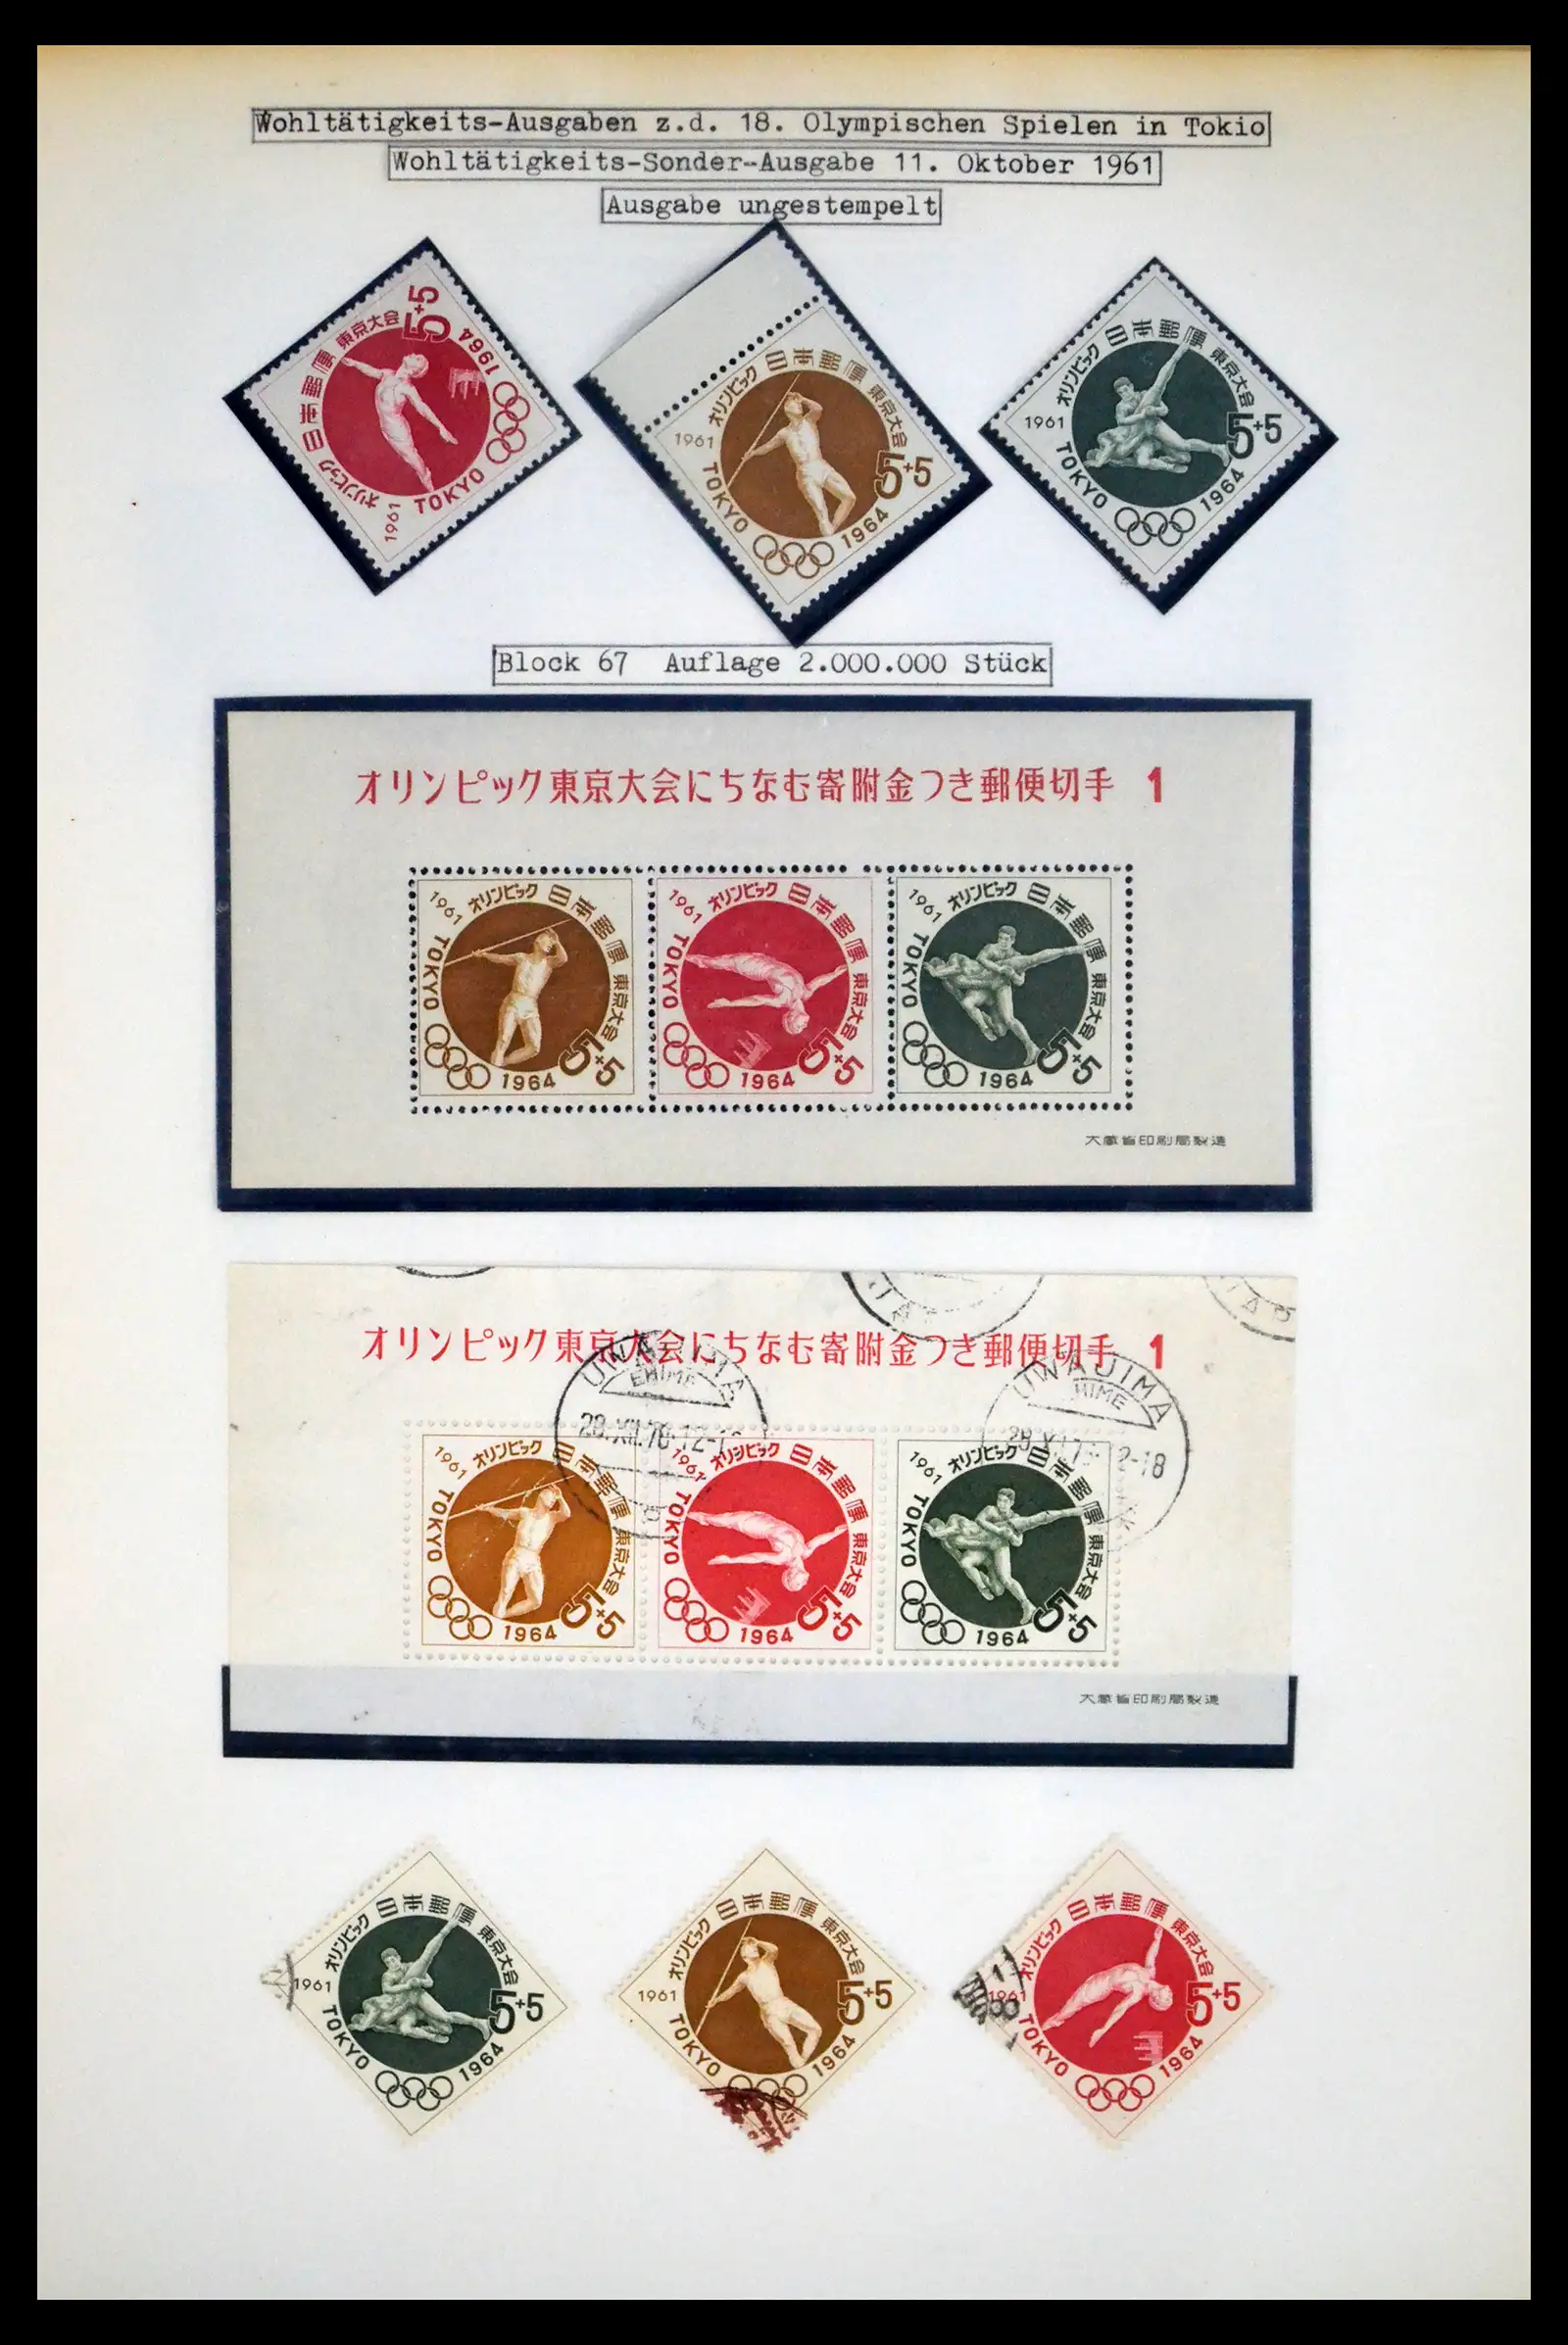 Wohltätigkeits-Ausgaben z.d. 18. Olympischen Spielen in Tokio
Wohltätigkeits-Sonder-Ausgabe 11. Oktober 1961
Ausgabe ungestempelt
1961 オリンピック 日本郵便 東京大会 5+5
TOKYO 1964
1961 オリンピック 日本郵便 東京大会 5+5
TOKYO 1964
1961 オリンピック 日本郵便 東京大会 5+5
TOKYO 1964
Block 67 Auflage 2.000.000 Stück
オリンピック東京大会にちなむ寄附金つき郵便切手 1
1961 オリンピック 日本郵便 東京大会 5+5
TOKYO 1964
1961 オリンピック 日本郵便 東京大会 5+5
TOKYO 1964
1961 オリンピック 日本郵便 東京大会 5+5
TOKYO 1964
大蔵省印刷局製造
オリンピック東京大会にちなむ寄附金つき郵便切手 1
UWAJIMA
EHIME
28.XII.76.12-18
UWAJIMA
HIME
1961 オリンピック 日本郵便 東京大会 5+5
TOKYO 1964
1961 オリンピック 日本郵便 東京大会 5+5
TOKYO 1964
1961 オリンピック 日本郵便 東京大会 5+5
TOKYO 1964
大蔵省印刷局製造
1961 オリンピック 日本郵便 東京大会 5+5
TOKYO 1964
1961 オリンピック 日本郵便 東京大会 5+5
TOKYO 1964
1961 オリンピック 日本郵便 東京大会 5+5
TOKYO 1964